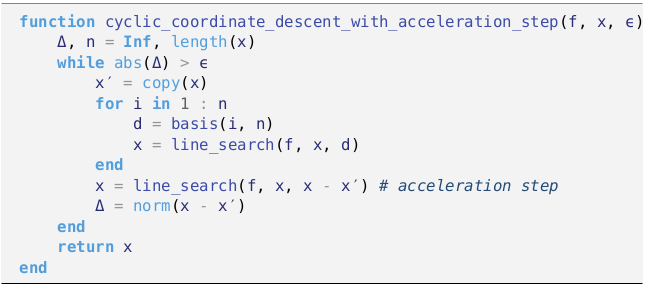 function cyclic_coordinate_descent_with_acceleration_step(f, x, ϵ)
    Δ, n = Inf, length(x)
    while abs(Δ) > ϵ
        x′ = copy(x)
        for i in 1 : n
            d = basis(i, n)
            x = line_search(f, x, d)
        end
        x = line_search(f, x, x - x′) # acceleration step
        Δ = norm(x - x′)
    end
    return x
end